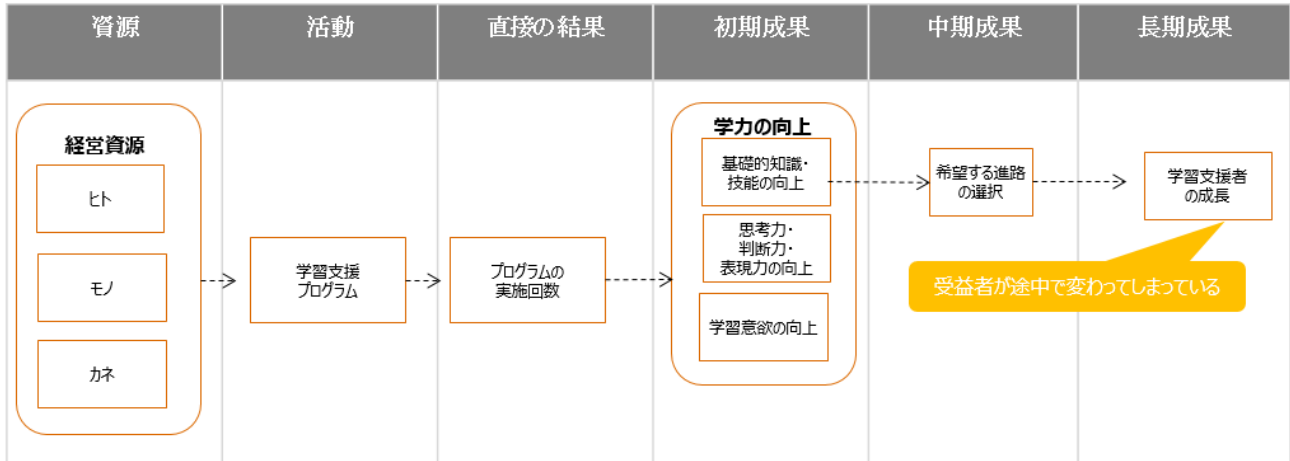 資源
活動
直接の結果
初期成果
中期成果
長期成果
経営資源
ヒト
モノ
カネ
学習支援
プログラム
プログラムの
実施回数
学力の向上
基礎的知識・
技能の向上
思考力・
判断力・
表現力の向上
学習意欲の向上
希望する進路
の選択
学習支援者
の成長
受益者が途中で変わってしまっている